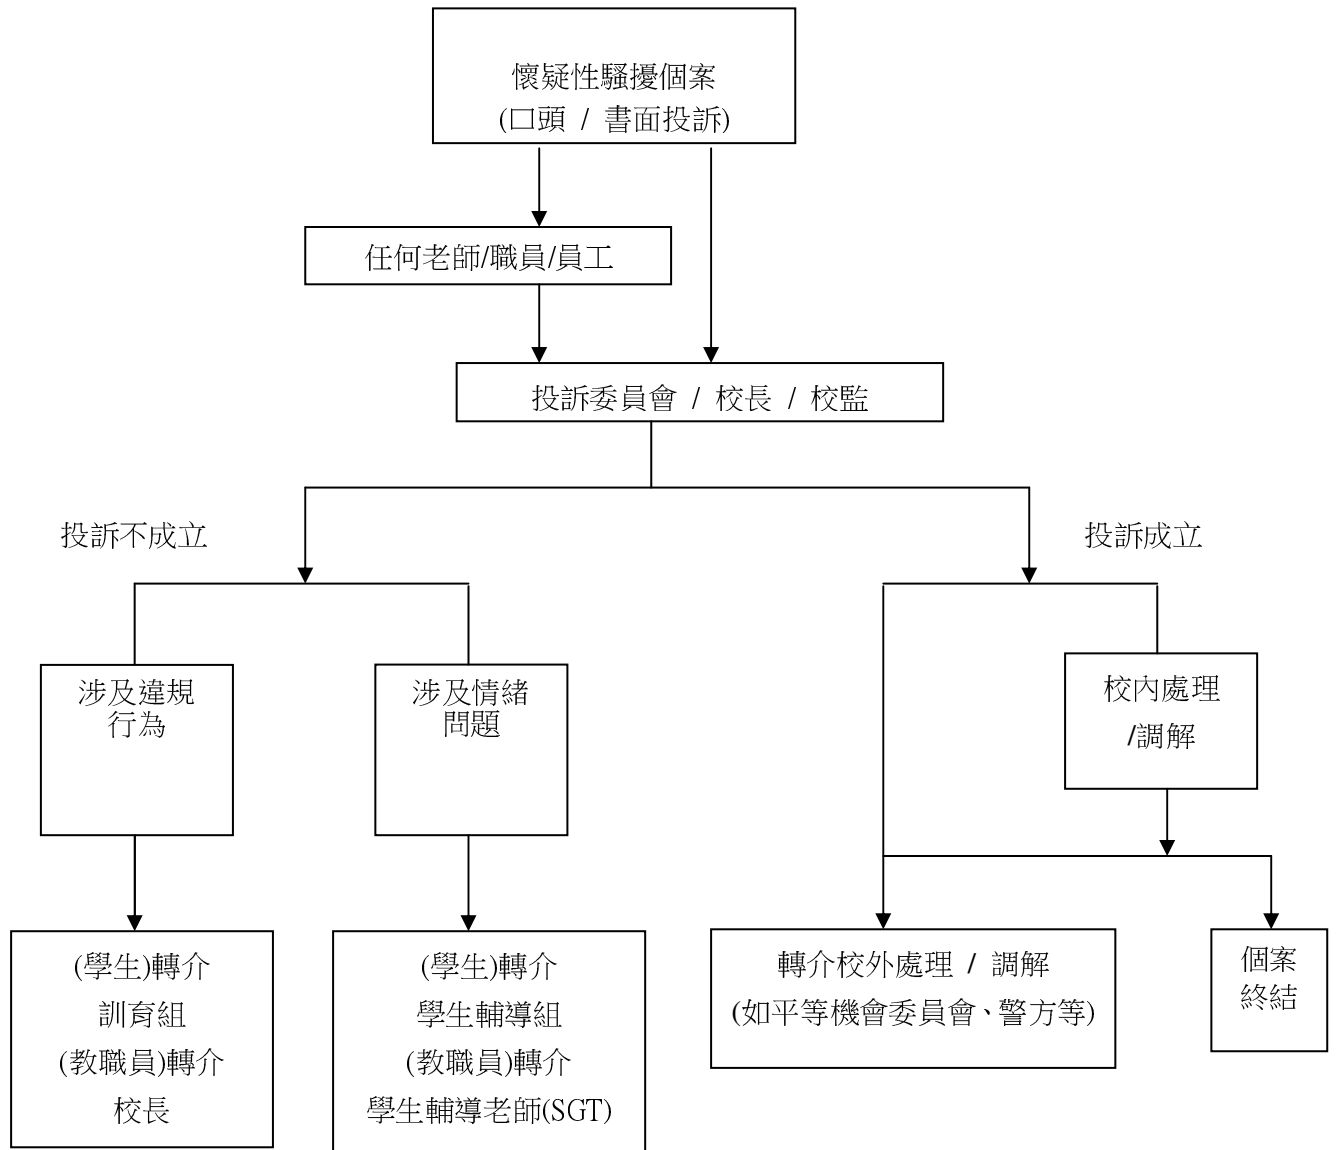 懷疑性騷擾個案
(口頭 / 書面投訴)
任何老師/職員/員工
投訴委員會 / 校長 / 校監
投訴不成立
投訴成立
涉及違規
行為
涉及情緒
問題
校內處理
/調解
(學生)轉介
訓育組
(教職員)轉介
校長
(學生)轉介
學生輔導組
(教職員)轉介
學生輔導老師(SGT)
轉介校外處理 / 調解
(如平等機會委員會、警方等)
個案
終結